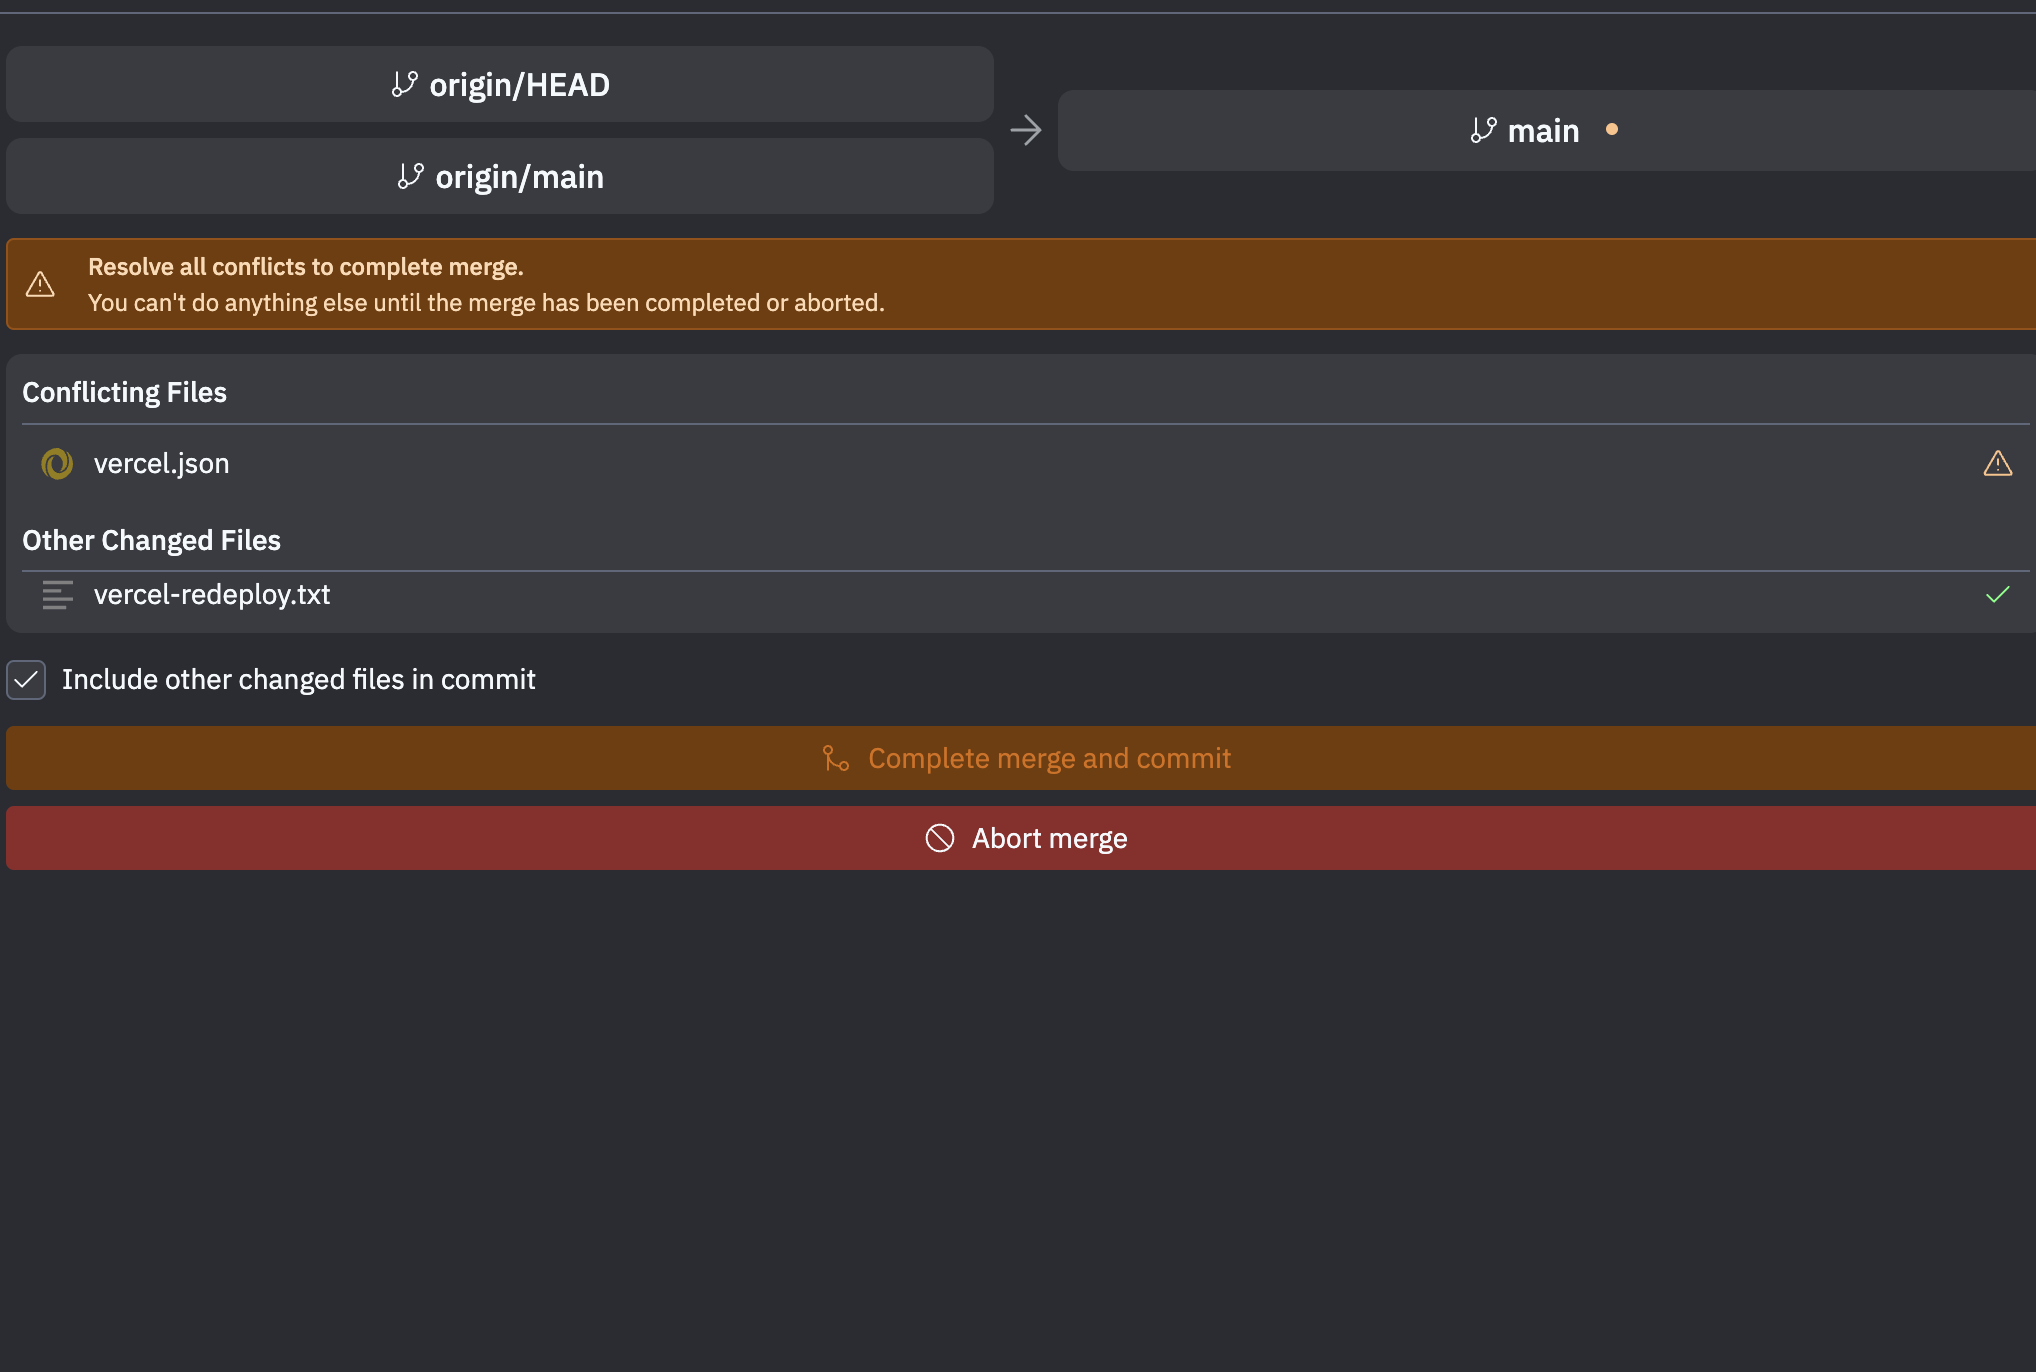 origin/HEAD
origin/main
main
Resolve all conflicts to complete merge.
You can't do anything else until the merge has been completed or aborted.
Conflicting Files
vercel.json
Other Changed Files
vercel-redeploy.txt
Include other changed files in commit
Complete merge and commit
Abort merge